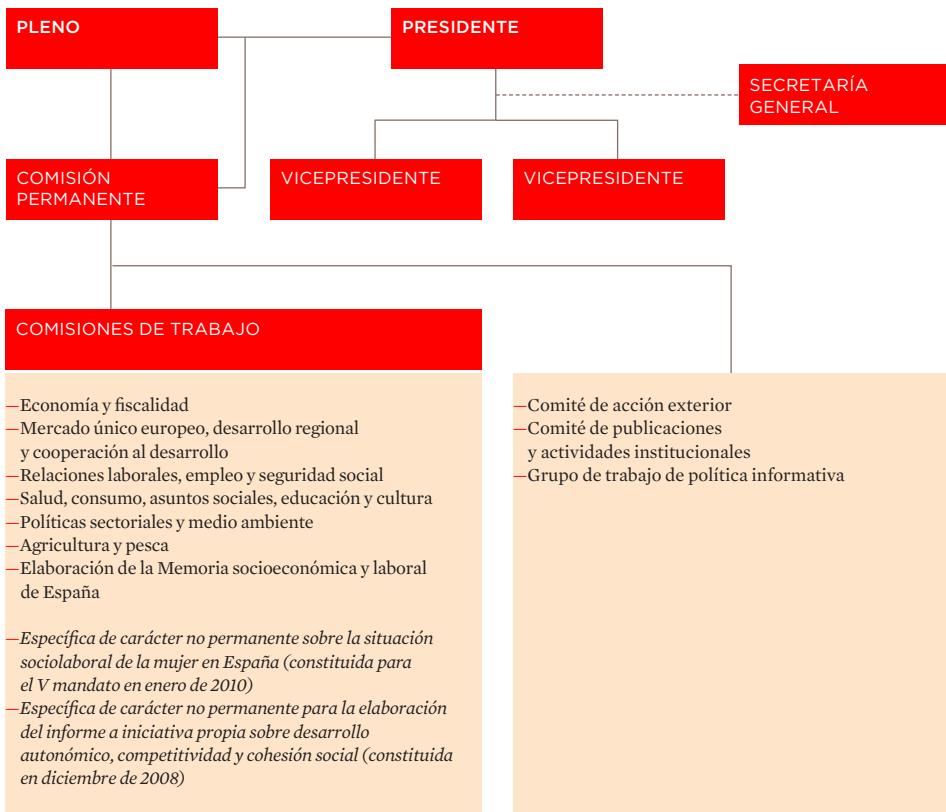 PLENO
PRESIDENTE
SECRETARÍA
GENERAL
COMISIÓN
PERMANENTE
VICEPRESIDENTE
VICEPRESIDENTE
COMISIONES DE TRABAJO
—Economía y fiscalidad
—Mercado único europeo, desarrollo regional
y cooperación al desarrollo
—Relaciones laborales, empleo y seguridad social
—Salud, consumo, asuntos sociales, educación y cultura
—Políticas sectoriales y medio ambiente
—Agricultura y pesca
—Elaboración de la Memoria socioeconómica y laboral
de España
—Específica de carácter no permanente sobre la situación
sociolaboral de la mujer en España (constituida para
el V mandato en enero de 2010)
—Específica de carácter no permanente para la elaboración
del informe a iniciativa propia sobre desarrollo
autonómico, competitividad y cohesión social (constituida
en diciembre de 2008)
—Comité de acción exterior
—Comité de publicaciones
y actividades institucionales
—Grupo de trabajo de política informativa